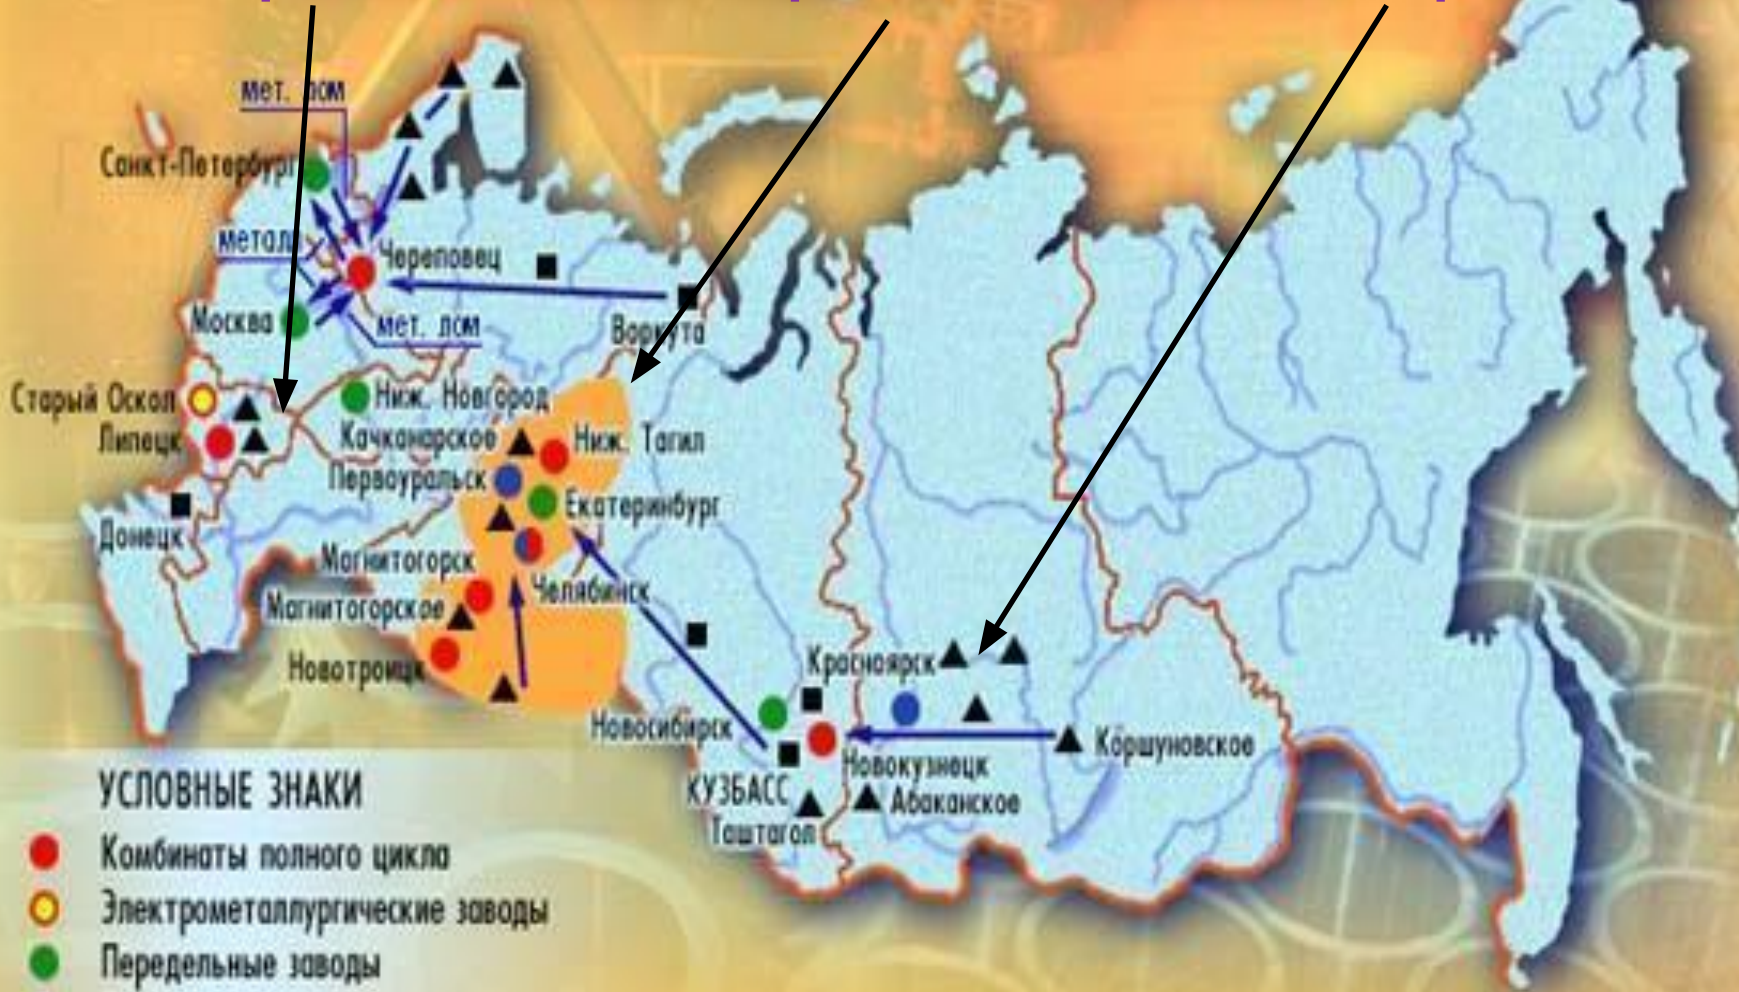 мет. лом
Санкт-Петербург
метал
Череповец
Москва
мет. лом
Воркута
Старый Оскол
Ниж. Новгород
Липецк
Качканарское
Ниж. Тагил
Первоуральск
Екатеринбург
Донецк
Магнитогорск
Челябинск
Магнитогорское
Новотроицк
Красноярск
Новосибирск
Коршуновское
Новокузнецк
КУЗБАСС
Абаканское
Таштагол
УСЛОВНЫЕ ЗНАКИ
Комбинаты полного цикла
Электрометаллургические заводы
Передельные заводы